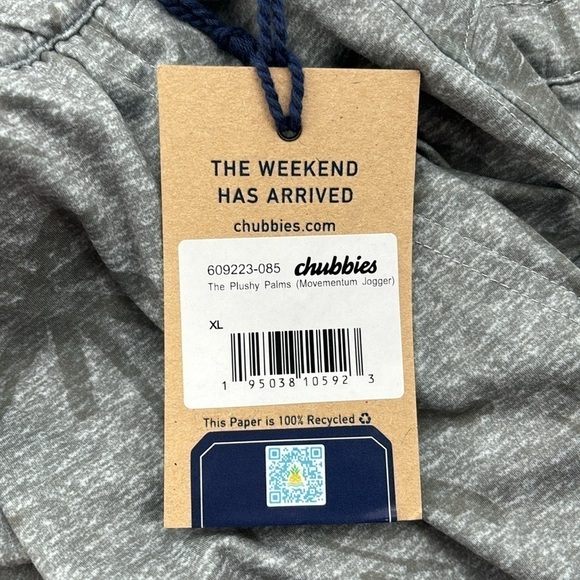 THE WEEKEND
HAS ARRIVED
chubbies.com
609223-085 chubbies
The Plushy Palms (Movementum Jogger)
XL
1 95038 10592 3
This Paper is 100% Recycled